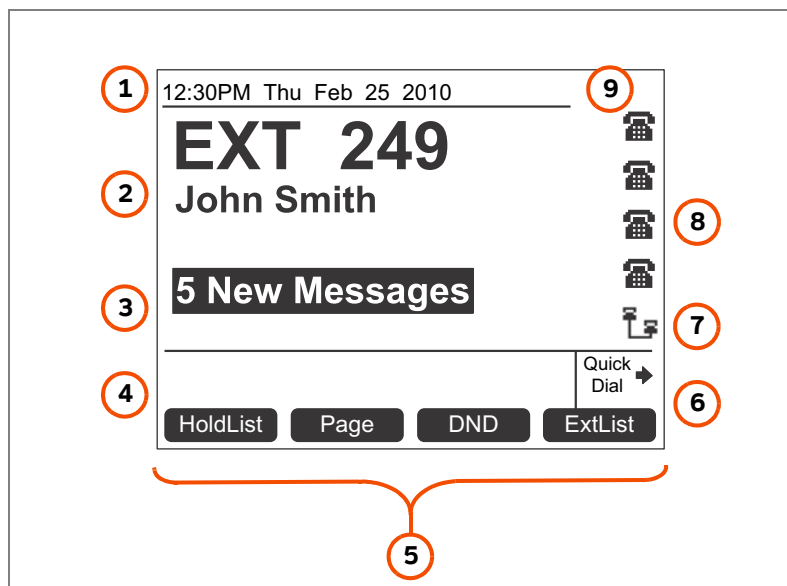 1
9
12:30PM Thu Feb 25 2010
EXT 249
2
John Smith
8
3
5 New Messages
7
4
Quick
Dial
6
HoldList Page DND ExtList
5